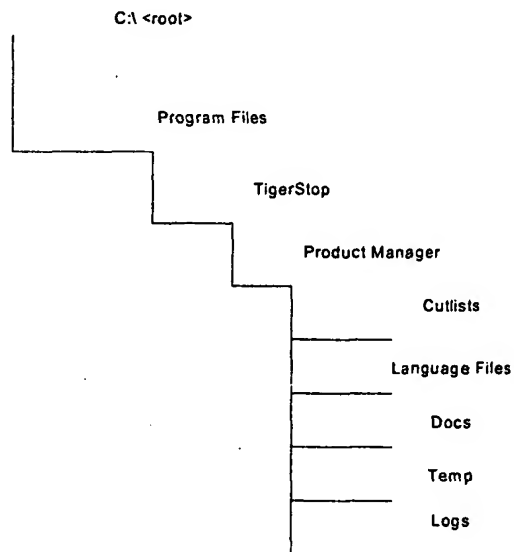 C:\ <root>
Program Files
TigerStop
Product Manager
Cutlists
Language Files
Docs
Temp
Logs